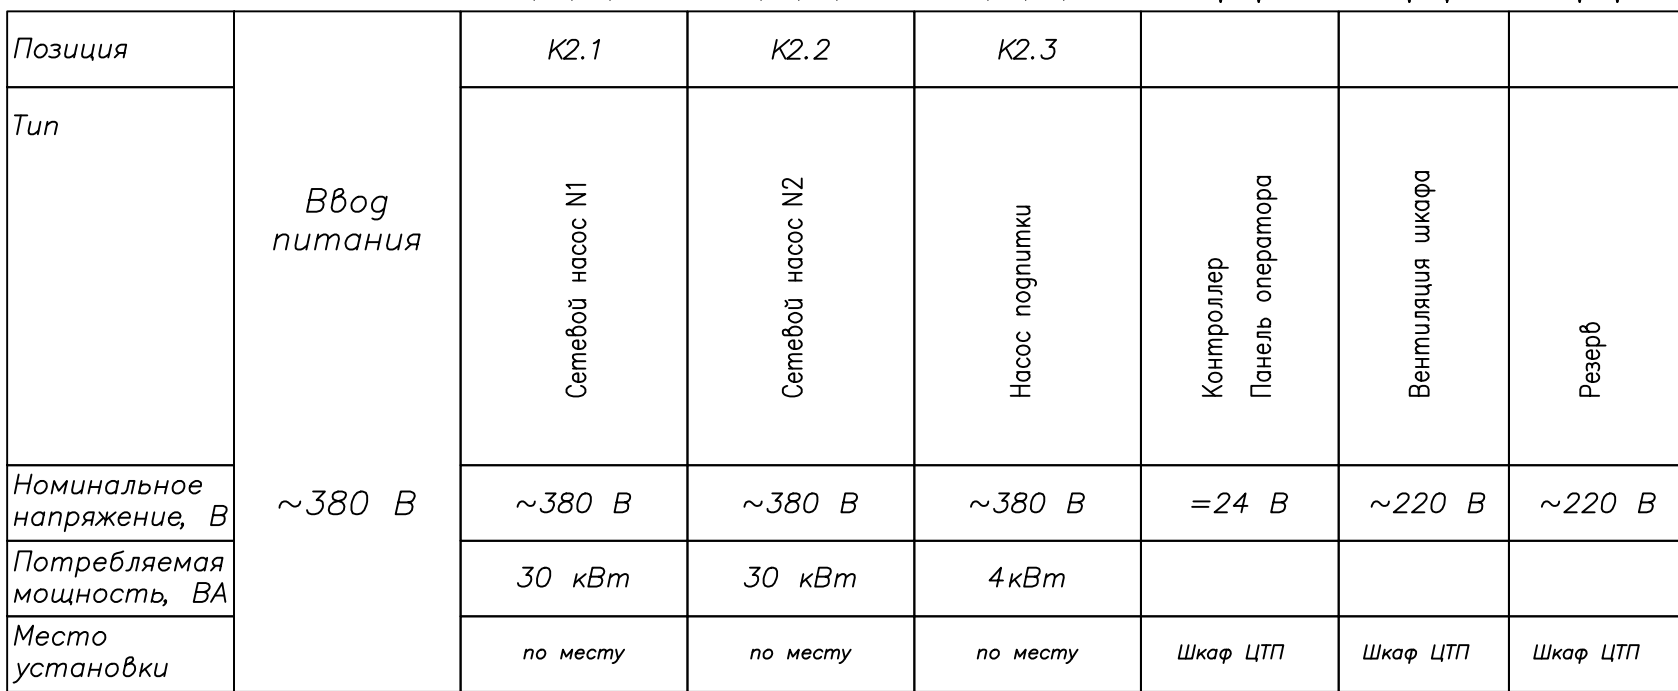 Позиция
K2.1
K2.2
K2.3
Тип
Ввод
питания
Сетевой насос N1
Сетевой насос N2
Насос подпитки
Контроллер
Панель оператора
Вентиляция шкафа
Резерв
Номинальное
напряжение, В
~380 В
~380 В
~380 В
~380 В
=24 В
~220 В
~220 В
Потребляемая
мощность, ВА
30 кВт
30 кВт
4кВт
Место
установки
по месту
по месту
по месту
Шкаф ЦТП
Шкаф ЦТП
Шкаф ЦТП